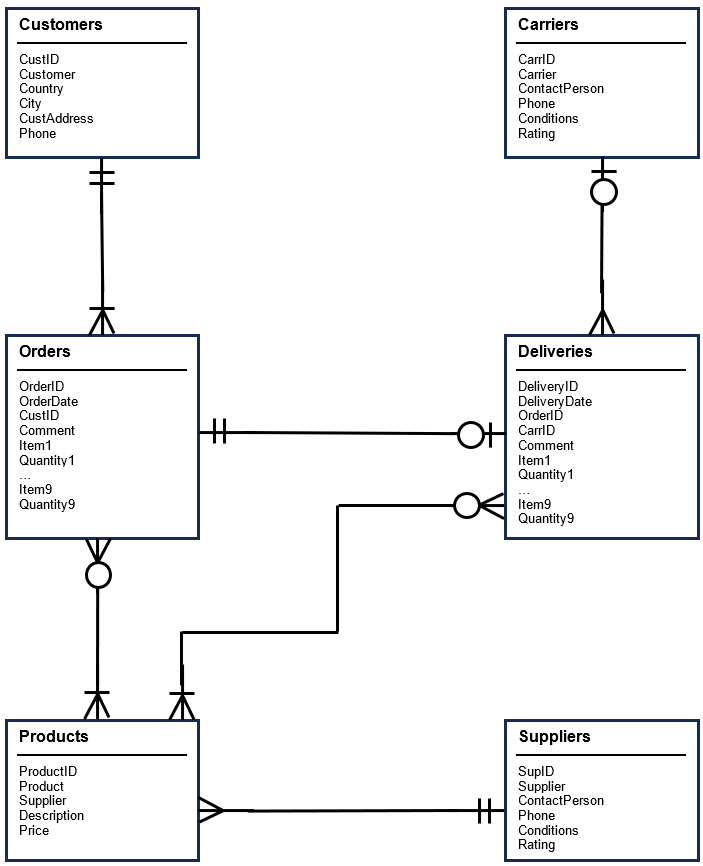 Customers
CustID
Customer
Country
City
CustAddress
Phone
Carriers
CarrID
Carrier
ContactPerson
Phone
Conditions
Rating
Orders
OrderID
OrderDate
CustID
Comment
Item1
Quantity1
...
Item9
Quantity9
Deliveries
DeliveryID
DeliveryDate
OrderID
CarrID
Comment
Item1
Quantity1
...
Item9
Quantity9
Products
ProductID
Product
Supplier
Description
Price
Suppliers
SupID
Supplier
ContactPerson
Phone
Conditions
Rating